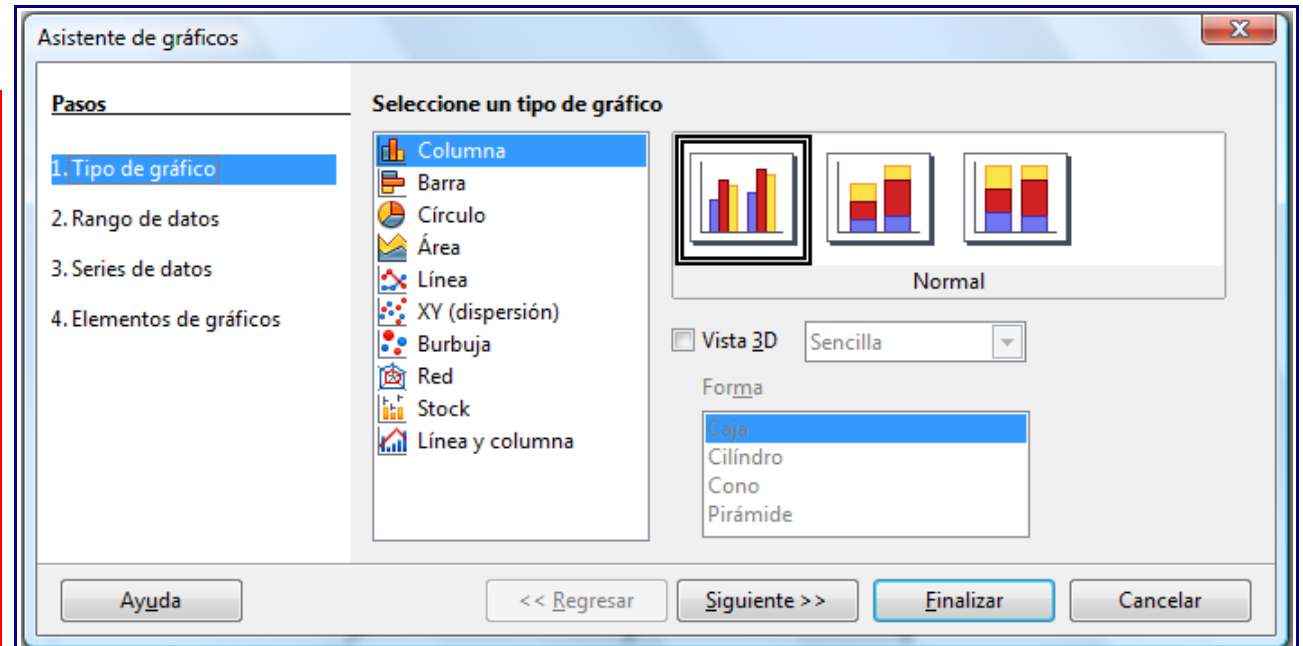 Asistente de gráficos
Pasos
1. Tipo de gráfico
2. Rango de datos
3. Series de datos
4. Elementos de gráficos
Seleccione un tipo de gráfico
Columna
Barra
Círculo
Área
Línea
XY (dispersión)
Burbuja
Red
Stock
Línea y columna
Normal
Vista 3D
Sencilla
Forma
Caja
Cilíndro
Cono
Pirámide
Ayuda
<< Regresar
Siguiente >>
Finalizar
Cancelar